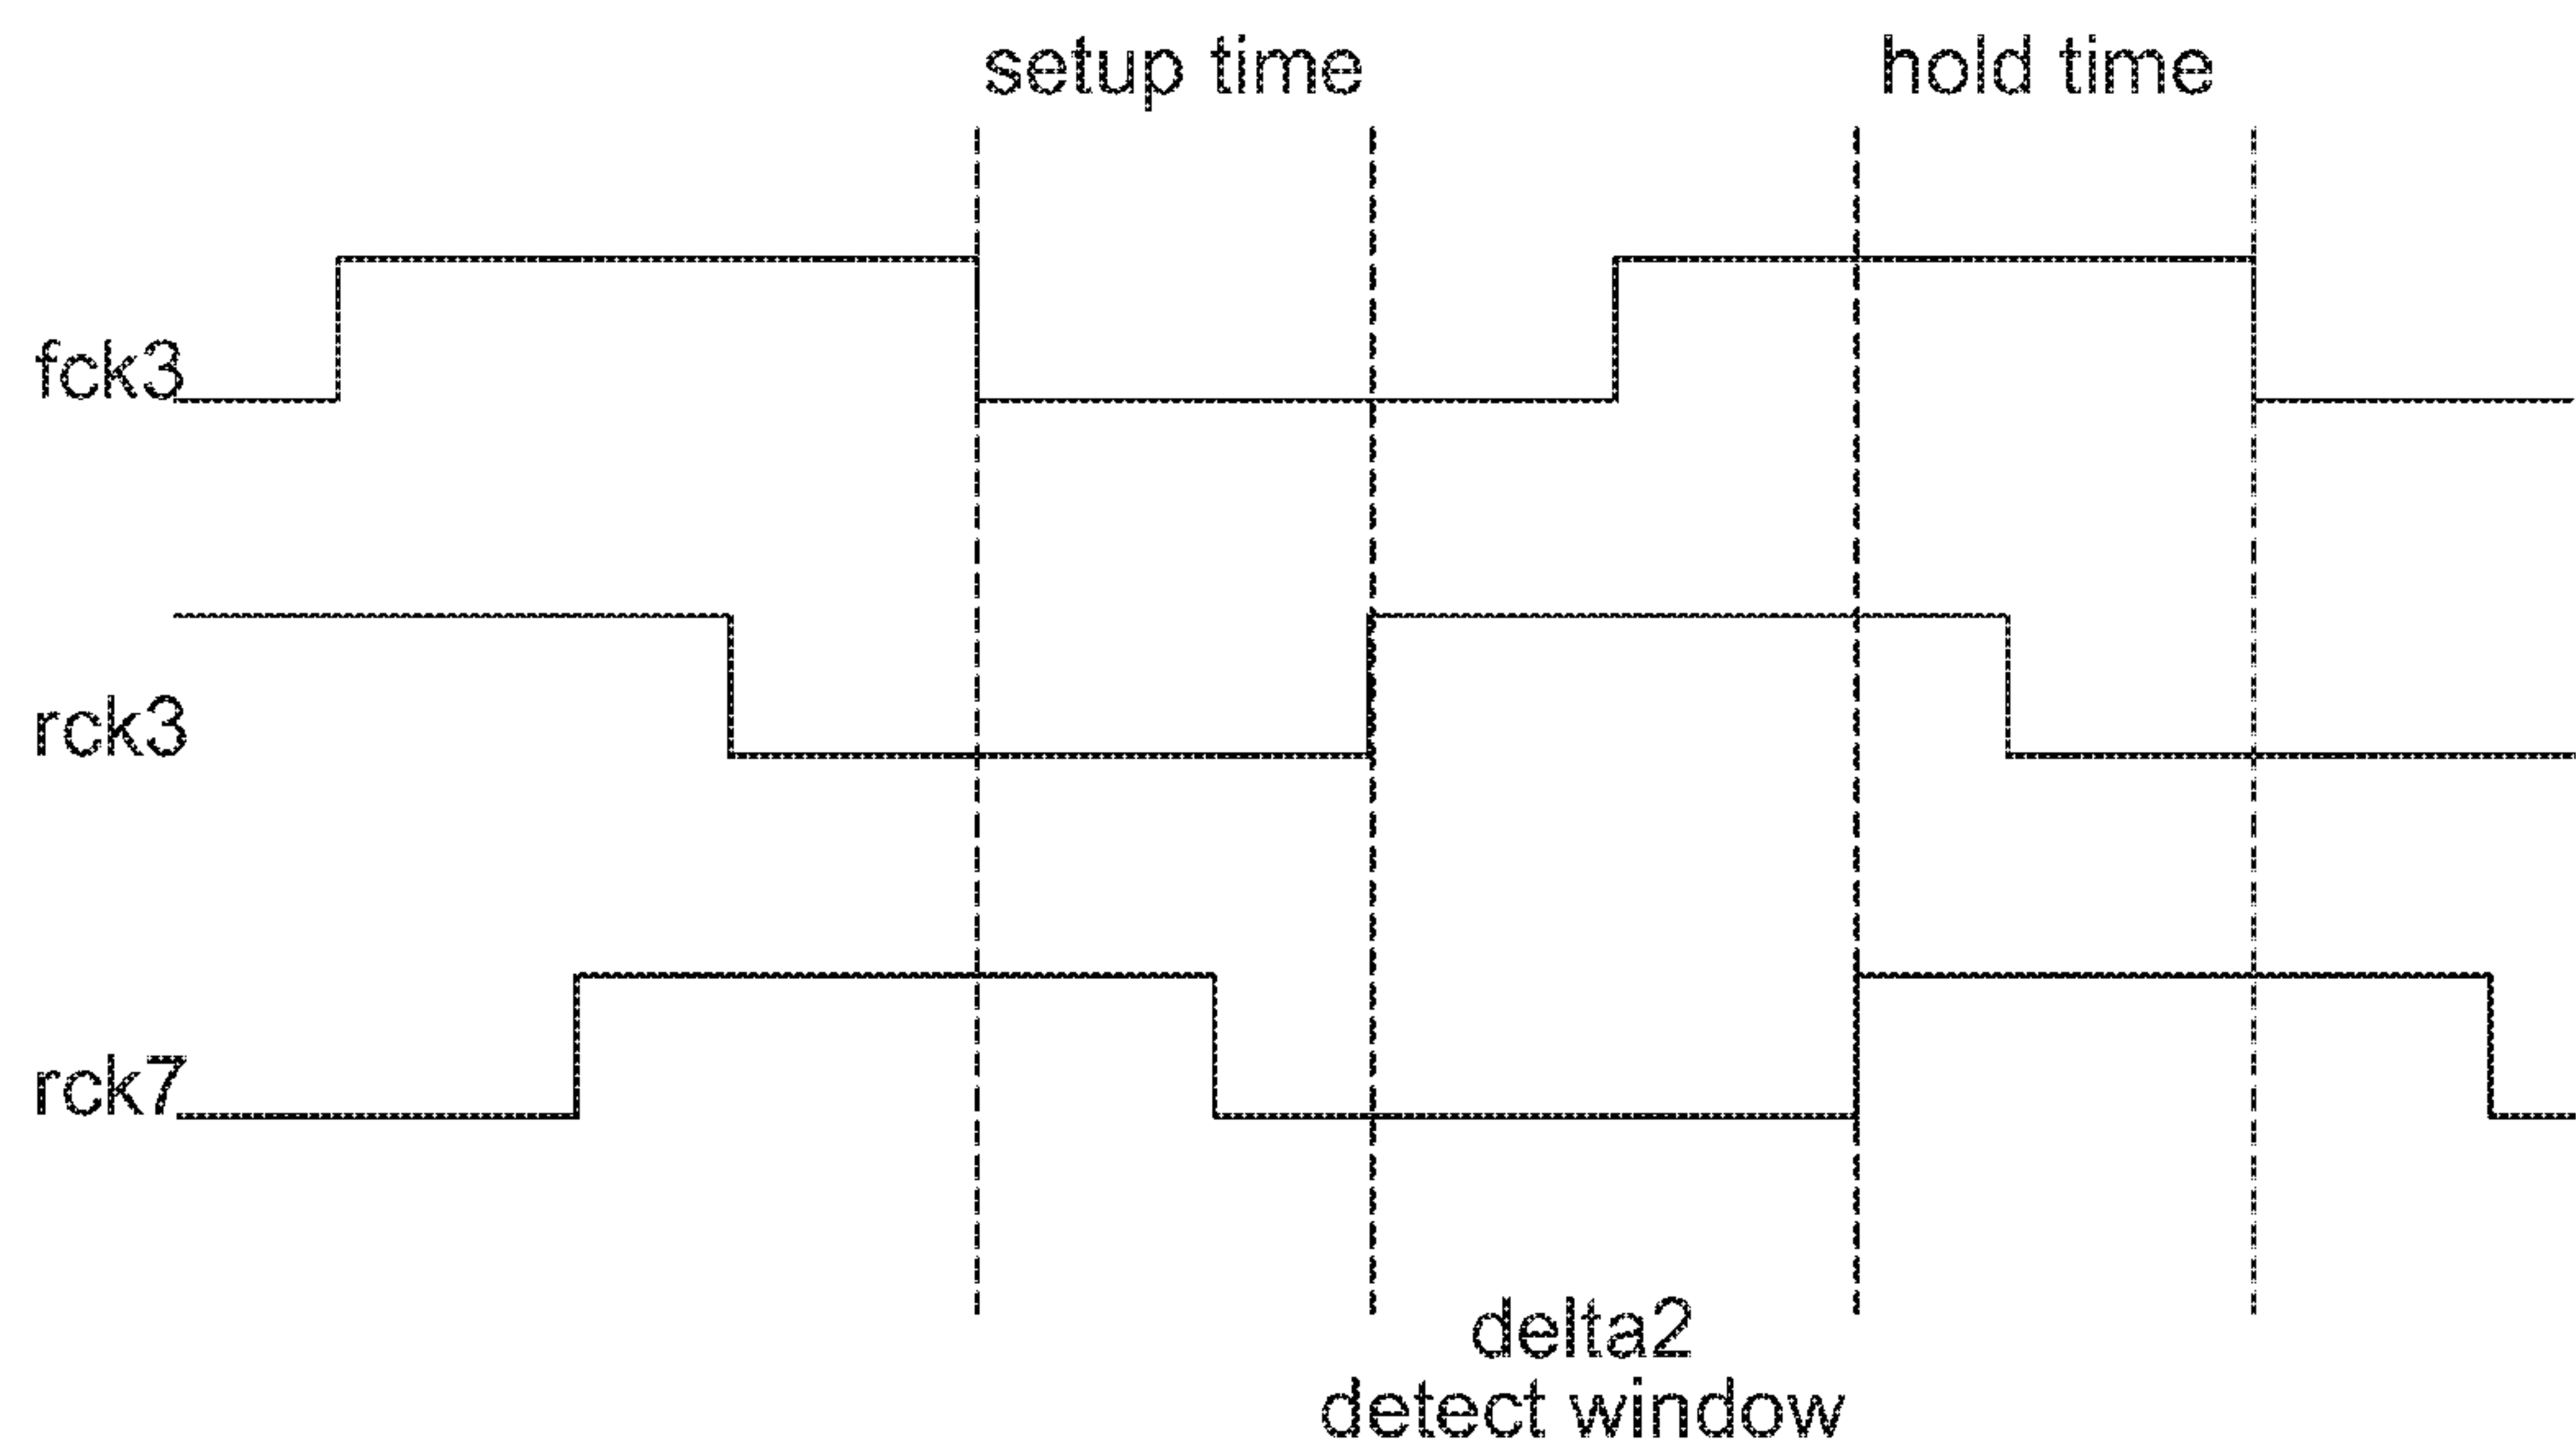 setup time
hold time
fck3
rck3
rck7
delta2
detect window